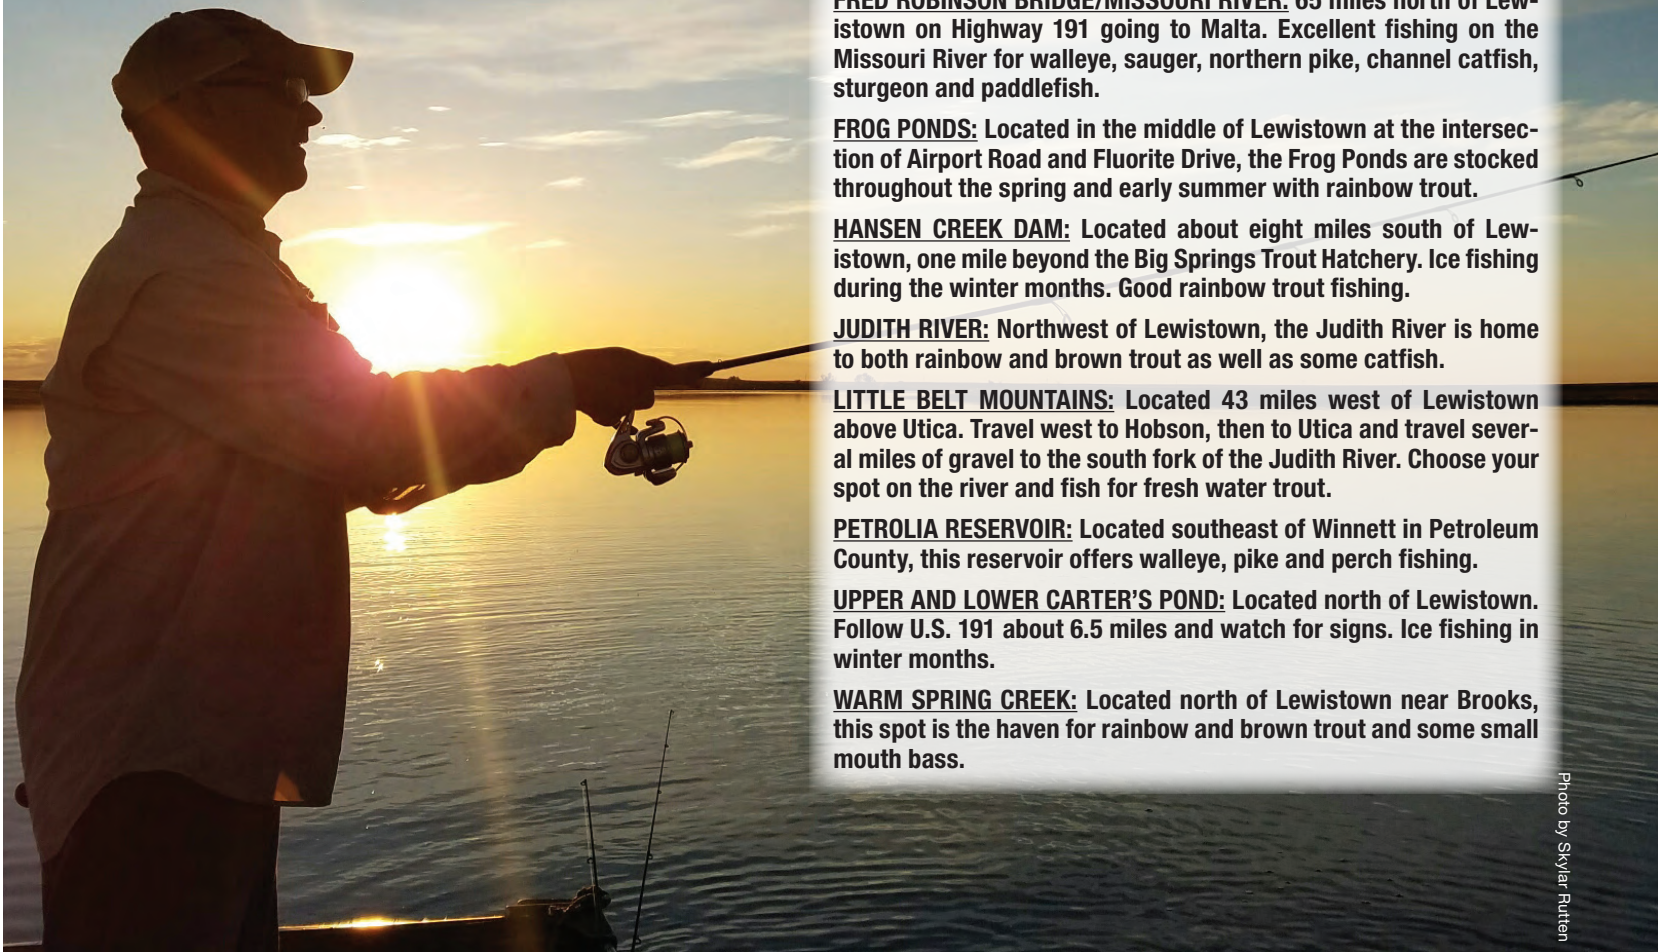 FRED ROBINSON BRIDGE/MISSOURI RIVER: 65 miles north of Lew-
istown on Highway 191 going to Malta. Excellent fishing on the
Missouri River for walleye, sauger, northern pike, channel catfish,
sturgeon and paddlefish.
FROG PONDS: Located in the middle of Lewistown at the intersec-
tion of Airport Road and Fluorite Drive, the Frog Ponds are stocked
throughout the spring and early summer with rainbow trout.
HANSEN CREEK DAM: Located about eight miles south of Lew-
istown, one mile beyond the Big Springs Trout Hatchery. Ice fishing
during the winter months. Good rainbow trout fishing.
JUDITH RIVER: Northwest of Lewistown, the Judith River is home
to both rainbow and brown trout as well as some catfish.
LITTLE BELT MOUNTAINS: Located 43 miles west of Lewistown
above Utica. Travel west to Hobson, then to Utica and travel sever-
al miles of gravel to the south fork of the Judith River. Choose your
spot on the river and fish for fresh water trout.
PETROLIA RESERVOIR: Located southeast of Winnett in Petroleum
County, this reservoir offers walleye, pike and perch fishing.
UPPER AND LOWER CARTER’S POND: Located north of Lewistown.
Follow U.S. 191 about 6.5 miles and watch for signs. Ice fishing in
winter months.
WARM SPRING CREEK: Located north of Lewistown near Brooks,
this spot is the haven for rainbow and brown trout and some small
mouth bass.
Photo by Skylar Rutten